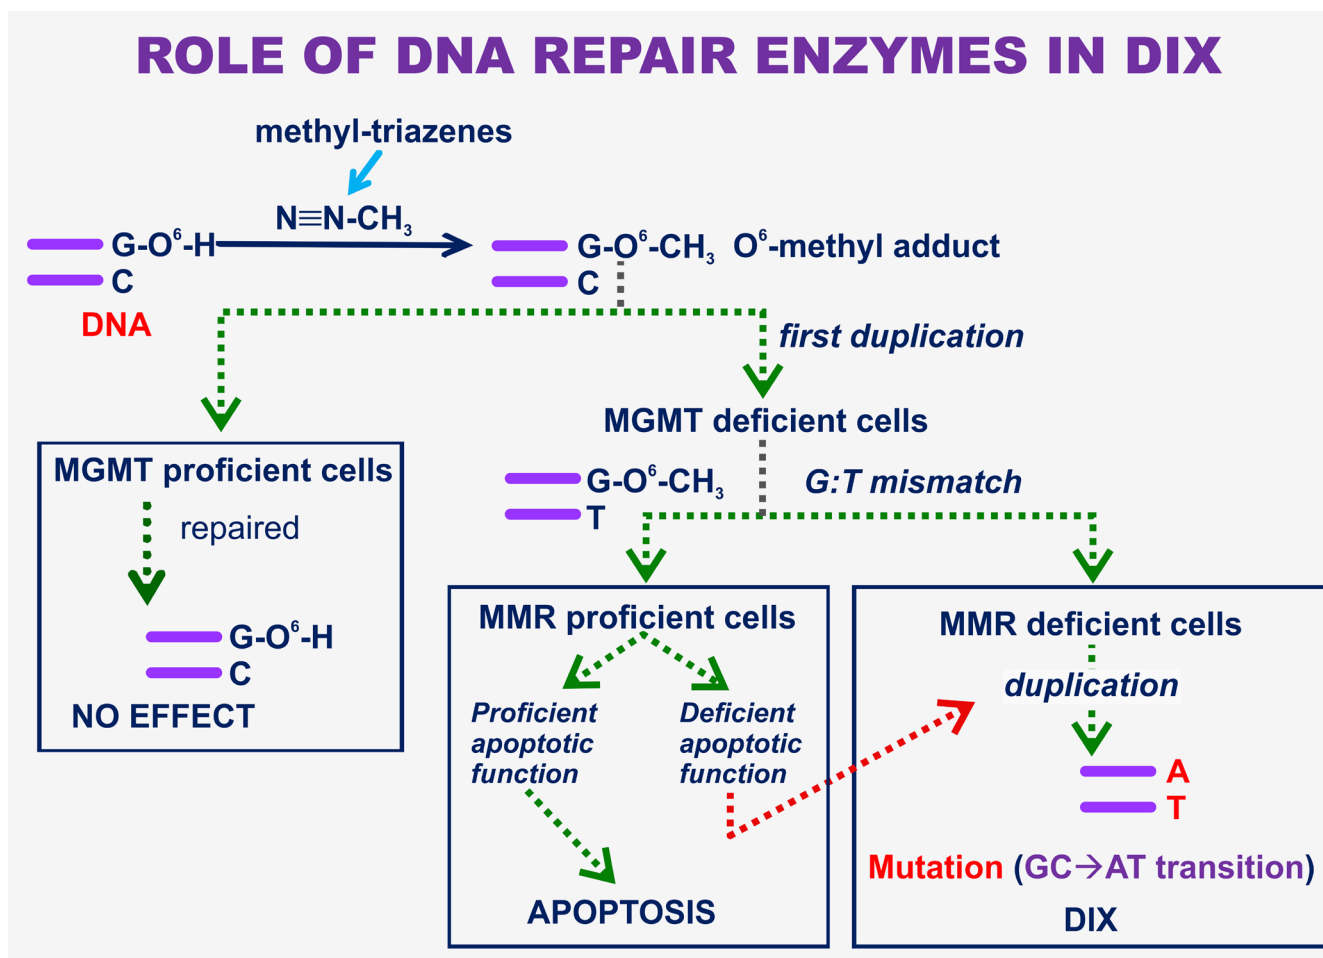 ROLE OF DNA REPAIR ENZYMES IN DIX
methyl-triazenes
N≡N-CH₃
G-O⁶-H
C
DNA
G-O⁶-CH₃ O⁶-methyl adduct
C
first duplication
MGMT deficient cells
G-O⁶-CH₃
T
G:T mismatch
MGMT proficient cells
repaired
G-O⁶-H
C
NO EFFECT
MMR proficient cells
Proficient
apoptotic
function
Deficient
apoptotic
function
APOPTOSIS
MMR deficient cells
duplication
A
T
Mutation (GC→AT transition)
DIX